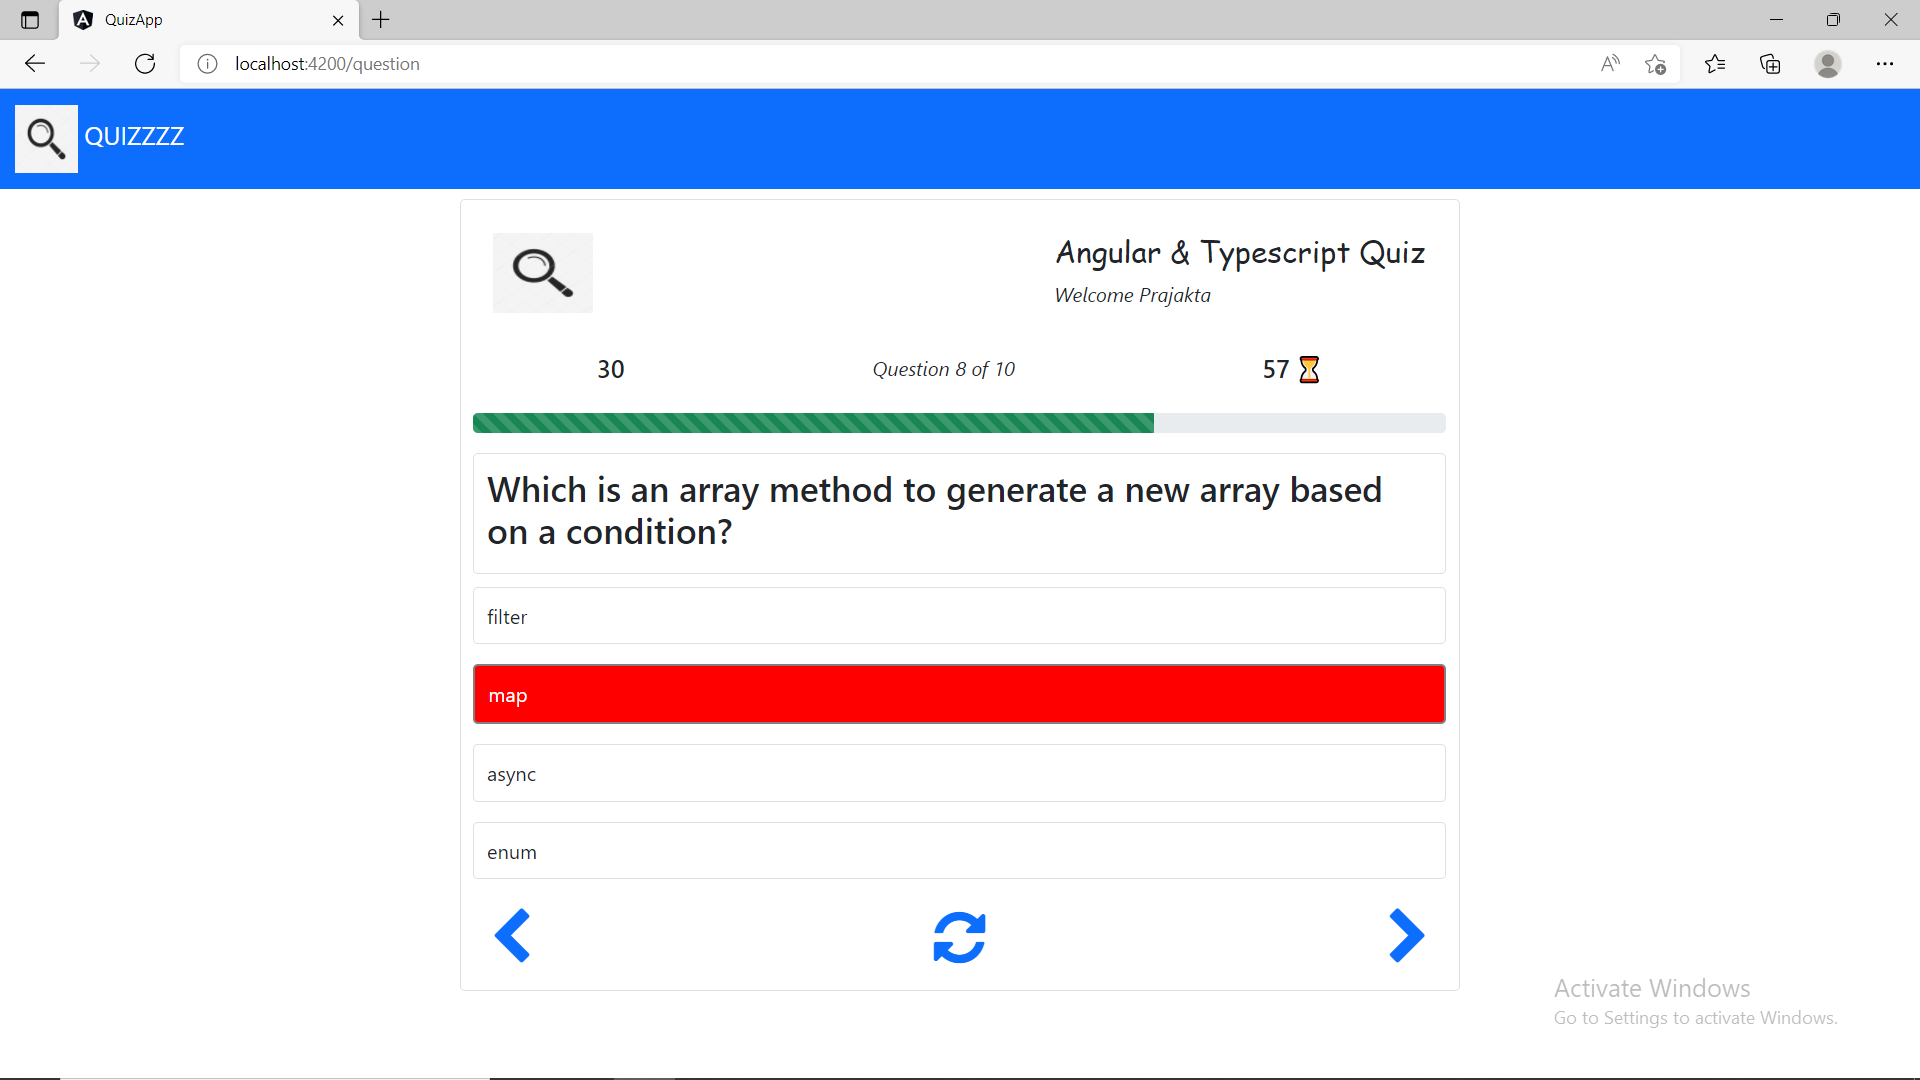 QuizApp
localhost:4200/question
QUIZZZZ
Angular & Typescript Quiz
Welcome Prajakta
30
Question 8 of 10
57
Which is an array method to generate a new array based
on a condition?
filter
map
async
enum
Activate Windows
Go to Settings to activate Windows.